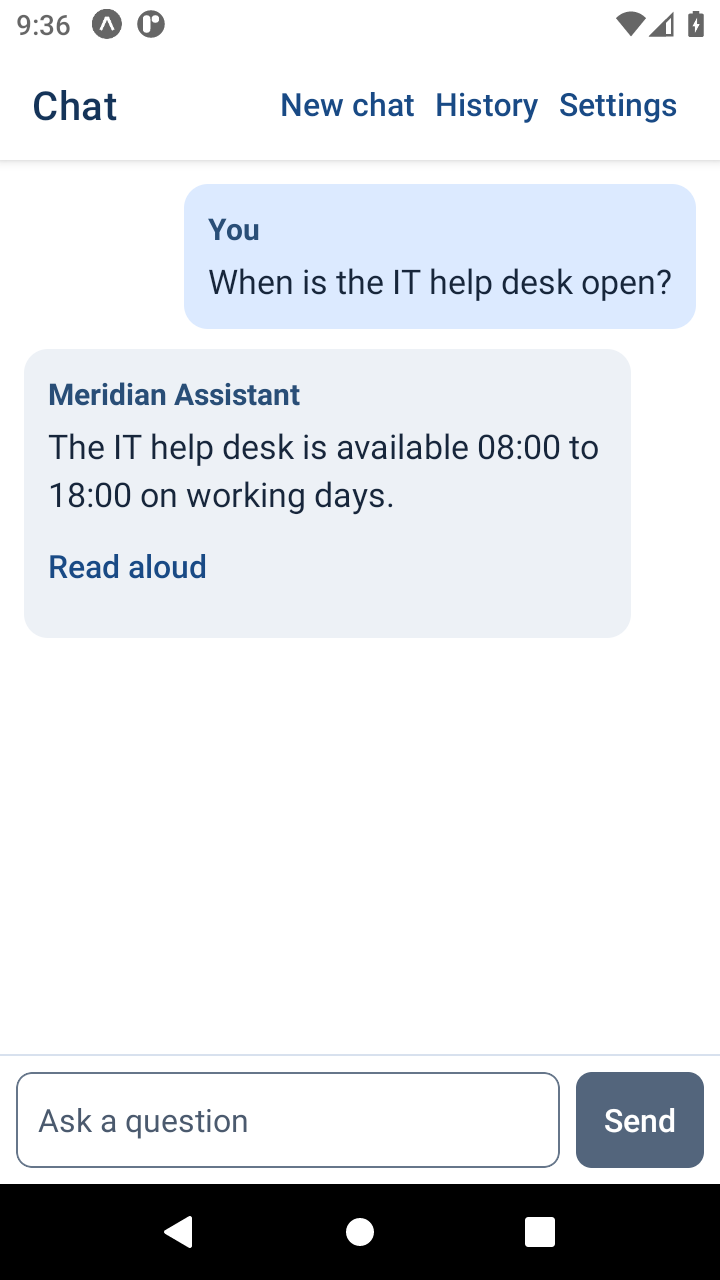 9:36
Chat
New chat
History
Settings
You
When is the IT help desk open?
Meridian Assistant
The IT help desk is available 08:00 to
18:00 on working days.
Read aloud
Ask a question
Send